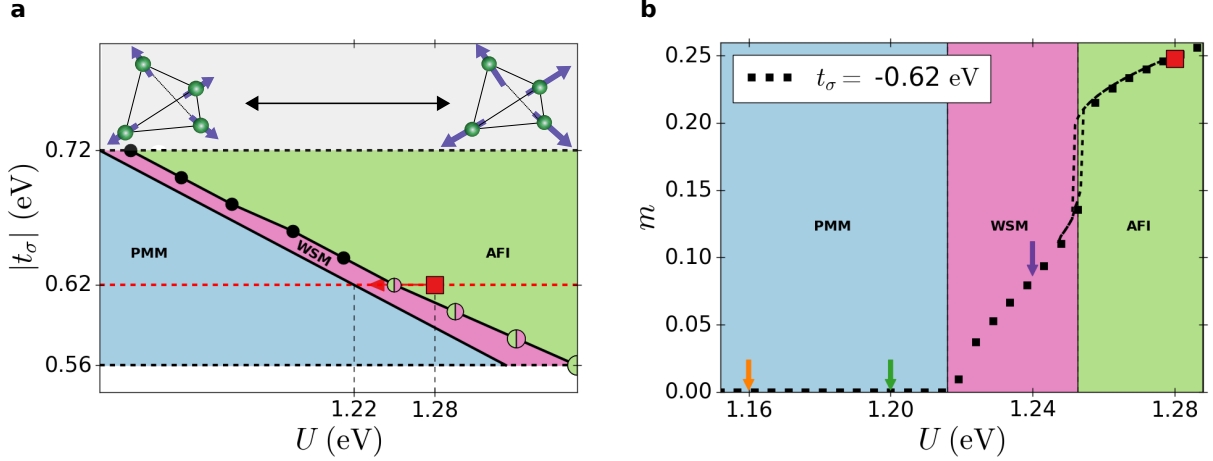 a
0.72
0.62
0.56
|t_σ| (eV)
PMM
WSM
AFI
1.22
1.28
U (eV)
b
0.25
0.20
0.15
0.10
0.05
0.00
m
t_σ = -0.62 eV
PMM
WSM
AFI
1.16
1.20
1.24
1.28
U (eV)